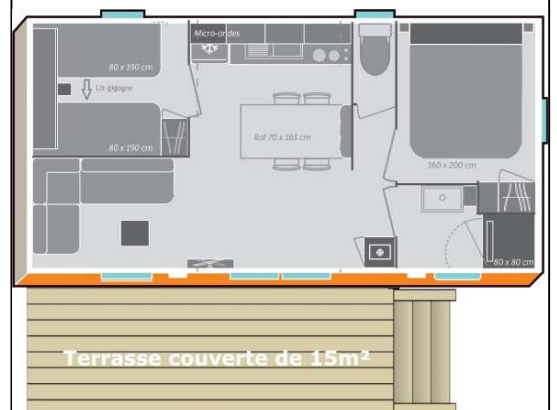 Micro-ondes
80 x 190 cm
Lit-gigogne
80 x 190 cm
Ilot 70 x 165 cm
160 x 200 cm
80 x 80 cm
Terrasse couverte de 15m²